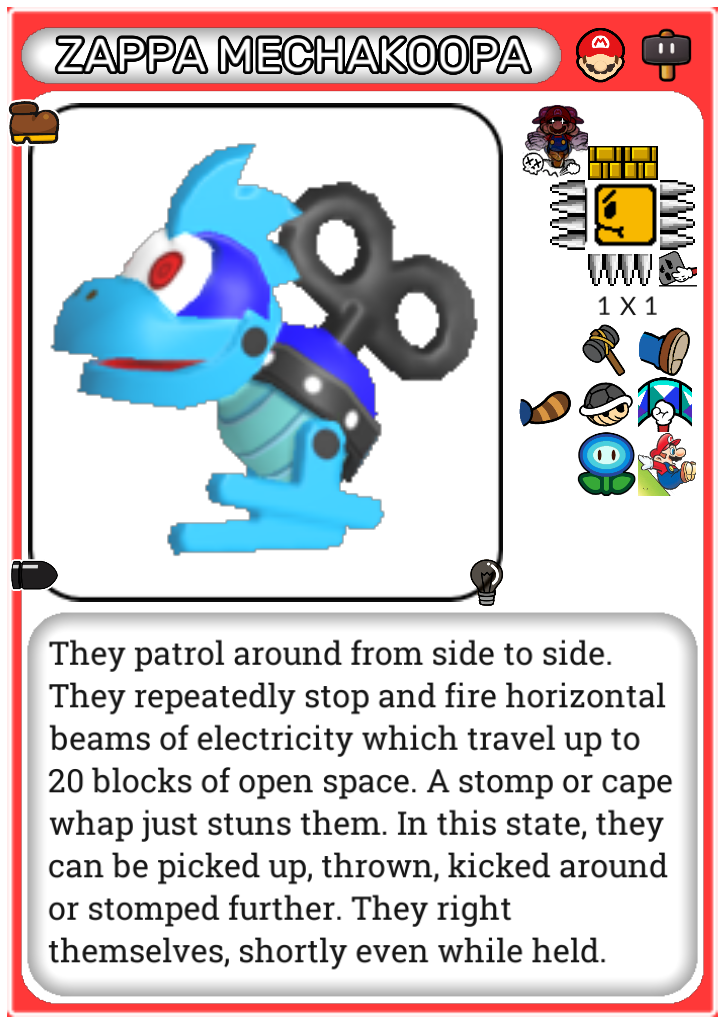 ZAPPA MECHAKOOPA
1 X 1
They patrol around from side to side.
They repeatedly stop and fire horizontal
beams of electricity which travel up to
20 blocks of open space. A stomp or cape
whap just stuns them. In this state, they
can be picked up, thrown, kicked around
or stomped further. They right
themselves, shortly even while held.